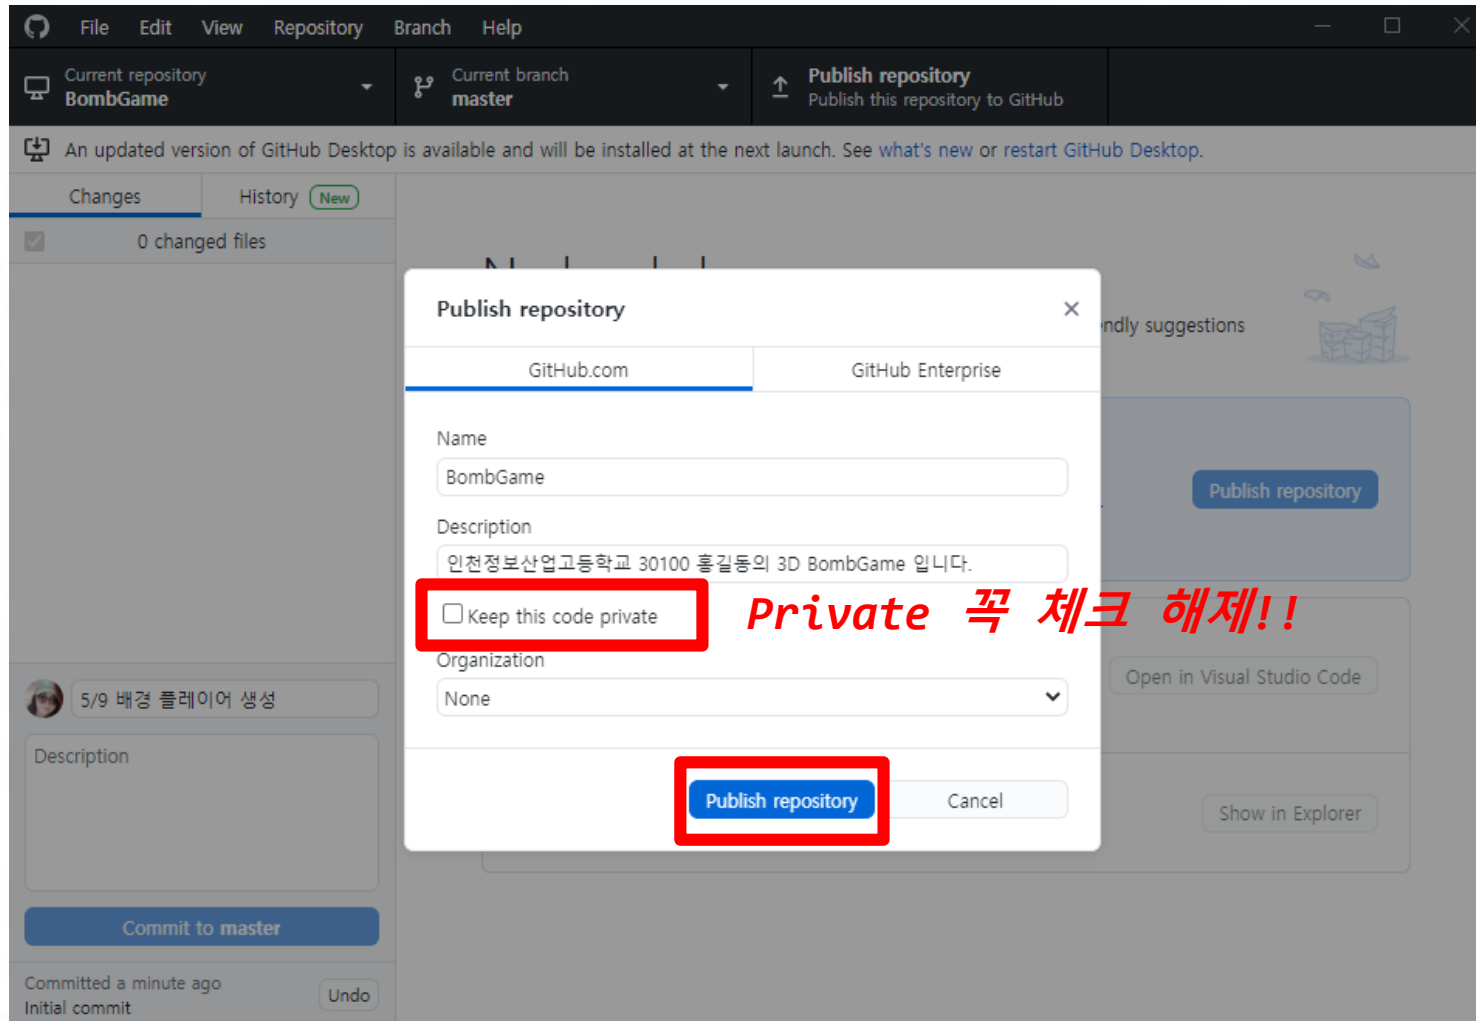 File Edit View Repository Branch Help
Current repository
BombGame
Current branch
master
Publish repository
Publish this repository to GitHub
An updated version of GitHub Desktop is available and will be installed at the next launch. See what's new or restart GitHub Desktop.
Changes
History New
0 changed files
ndly suggestions
Publish repository
GitHub.com
GitHub Enterprise
Name
BombGame
Publish repository
Description
인천정보산업고등학교 30100 홍길동의 3D BombGame 입니다.
Keep this code private
Private 꼭 체크 해제!!
Organization
None
Open in Visual Studio Code
5/9 배경 플레이어 생성
Description
Publish repository
Cancel
Show in Explorer
Commit to master
Committed a minute ago
Initial commit
Undo